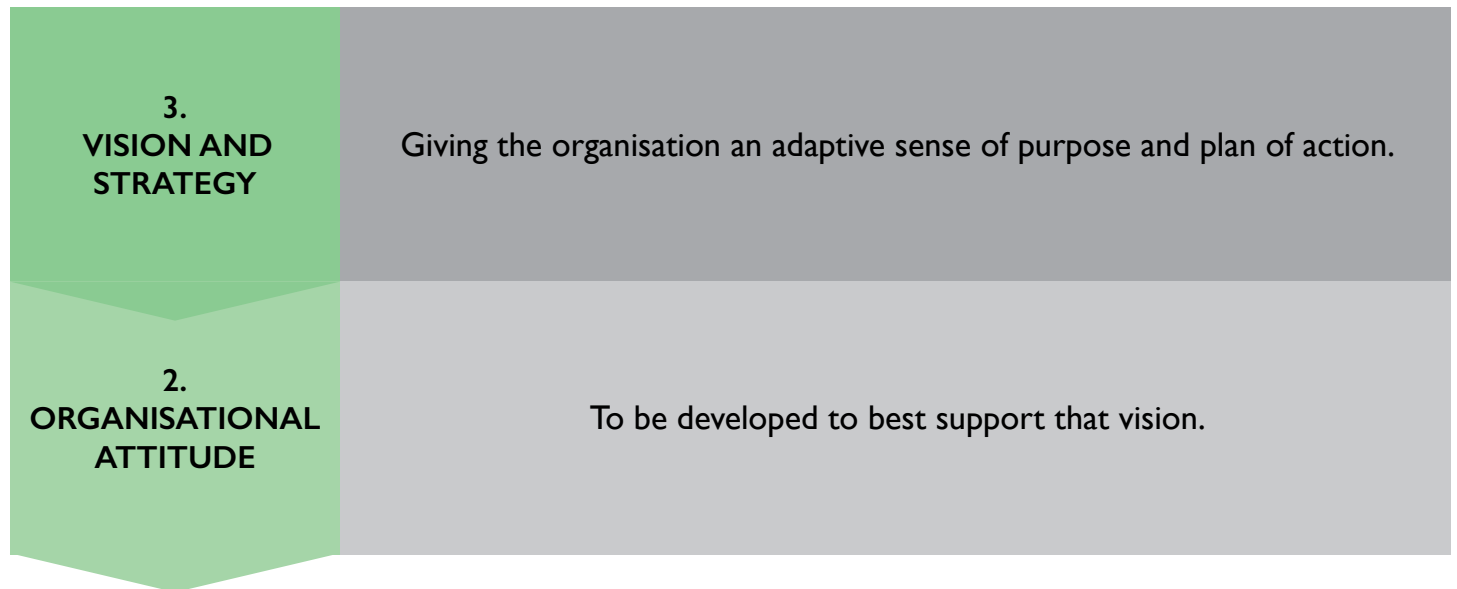 3.
VISION AND
STRATEGY
Giving the organisation an adaptive sense of purpose and plan of action.
2.
ORGANISATIONAL
ATTITUDE
To be developed to best support that vision.